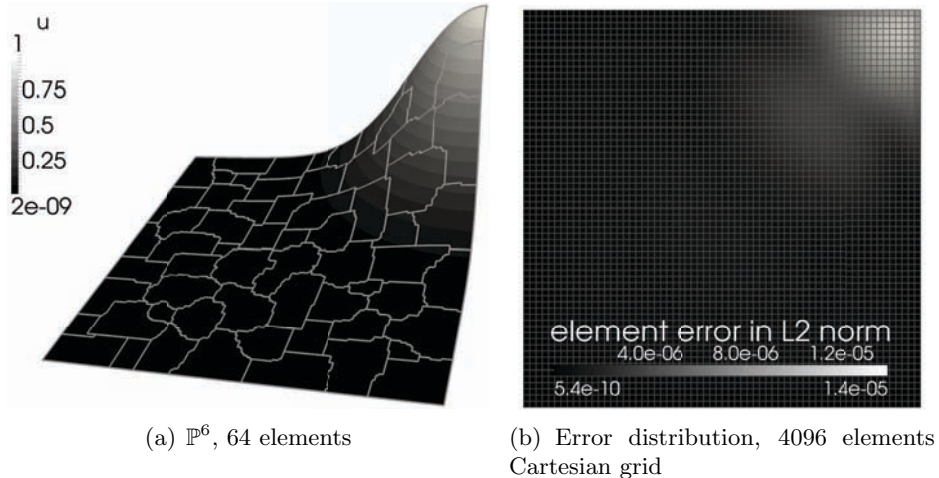 u
1
0.75
0.5
0.25
2e-09
element error in L2 norm
4.0e-06 8.0e-06 1.2e-05
5.4e-10 1.4e-05
(a) ℙ⁶, 64 elements
(b) Error distribution, 4096 elements
Cartesian grid